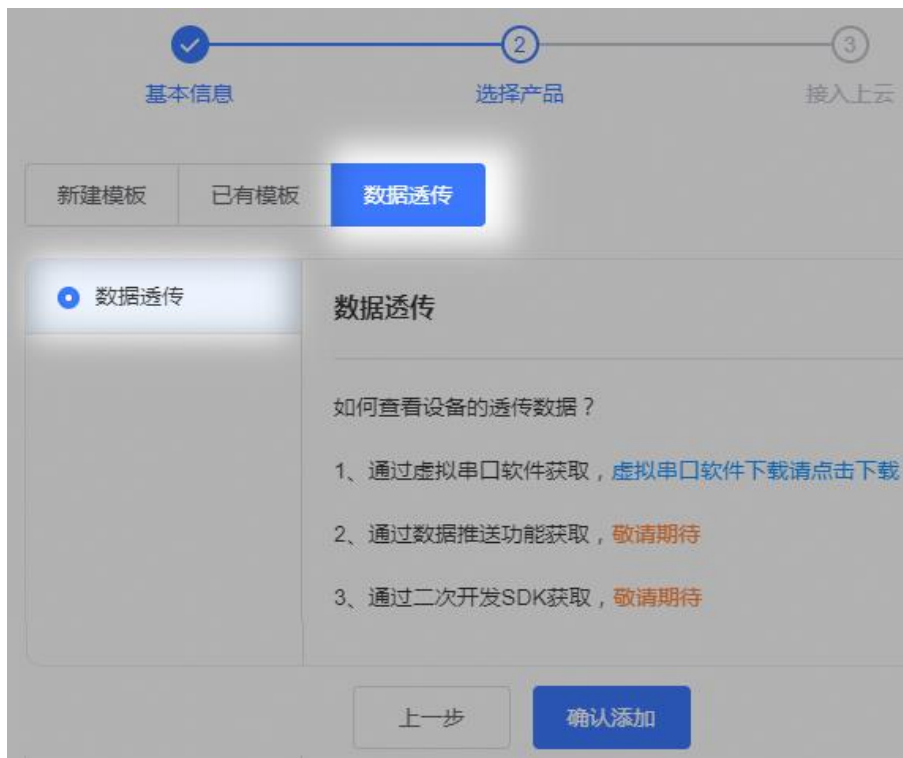 2
3
基本信息
选择产品
接入上云
新建模板
已有模板
数据透传
数据透传
数据透传
如何查看设备的透传数据？
1、通过虚拟串口软件获取，虚拟串口软件下载请点击下载
2、通过数据推送功能获取，敬请期待
3、通过二次开发SDK获取，敬请期待
上一步
确认添加